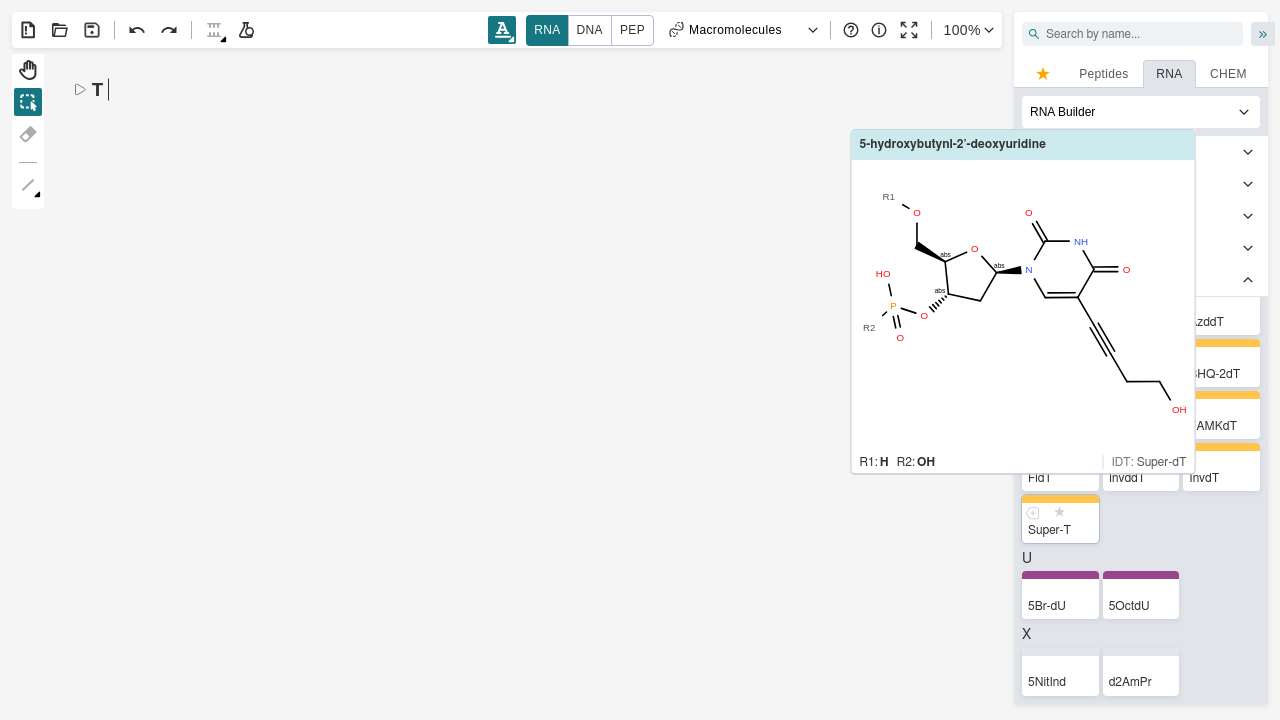 A RNA DNA PEP Macromolecules 100%
Search by name...
Peptides RNA CHEM
T
RNA Builder
5-hydroxybutynl-2'-deoxyuridine
R1 O O
abs O abs NH
HO N O
abs
P O
R2 O
OH
R1: H R2: OH IDT: Super-dT
zddT
HQ-2dT
AMKdT
FldT InvddT InvdT
Super-T
U
5Br-dU 5OctdU
X
5NitInd d2AmPr